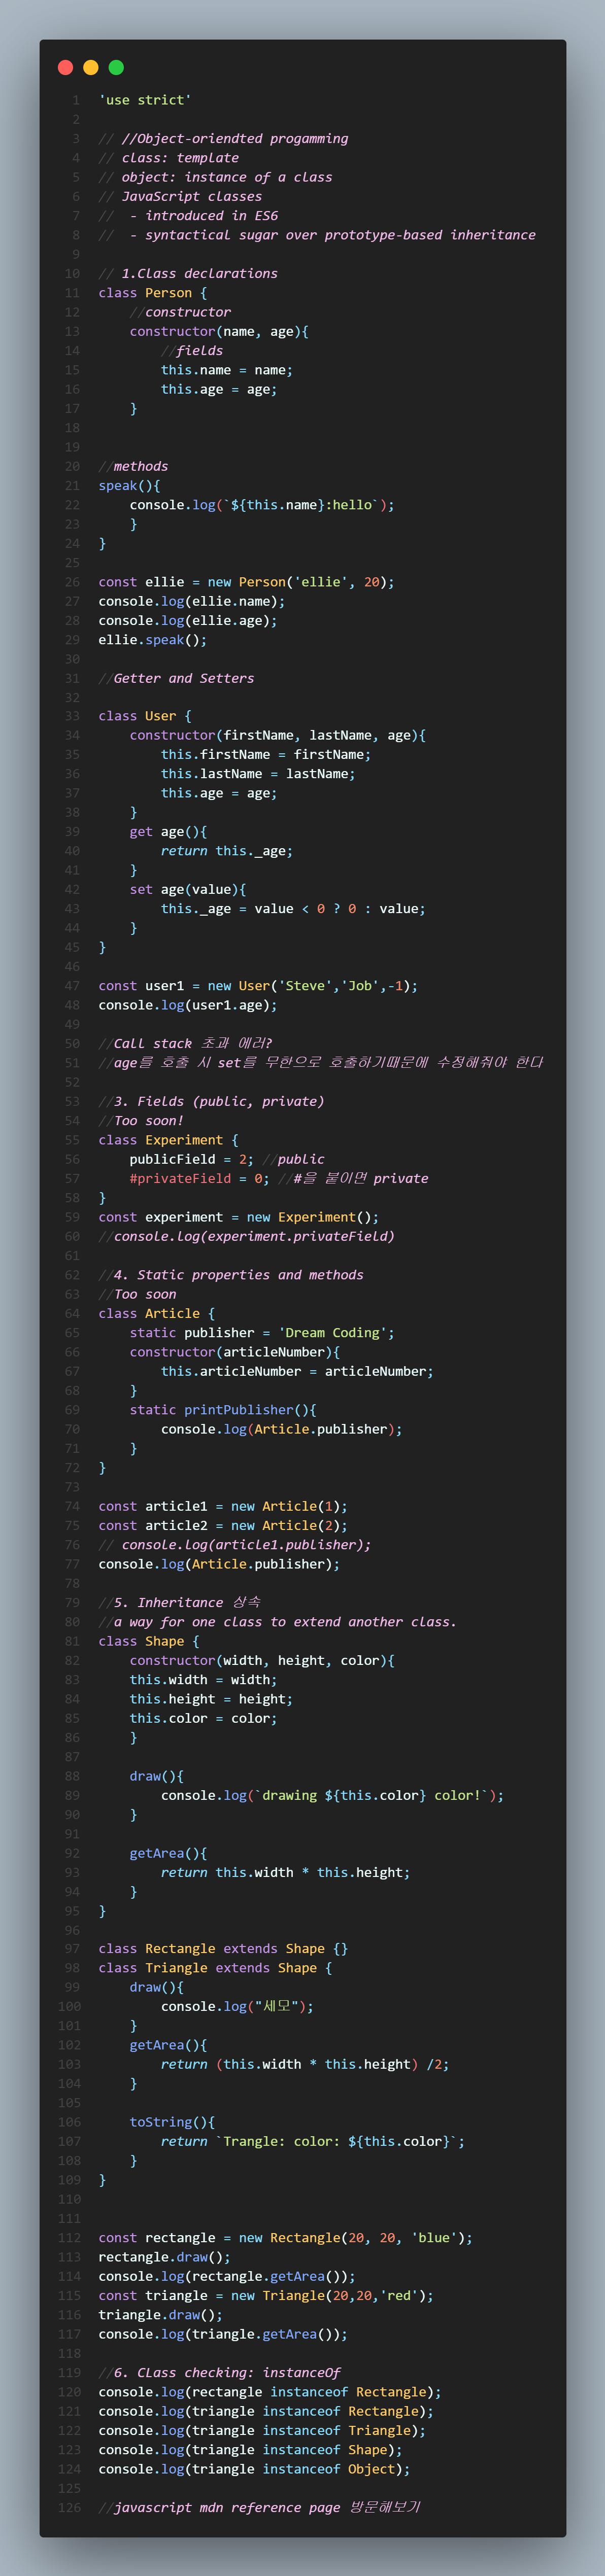 1 'use strict'
2
3 // //Object-oriendted progamming
4 // class: template
5 // object: instance of a class
6 // JavaScript classes
7 //  - introduced in ES6
8 //  - syntactical sugar over prototype-based inheritance
9
10 // 1.Class declarations
11 class Person {
12     //constructor
13     constructor(name, age){
14         //fields
15         this.name = name;
16         this.age = age;
17     }
18
19
20 //methods
21 speak(){
22     console.log(`${this.name}:hello`);
23     }
24 }
25
26 const ellie = new Person('ellie', 20);
27 console.log(ellie.name);
28 console.log(ellie.age);
29 ellie.speak();
30
31 //Getter and Setters
32
33 class User {
34     constructor(firstName, lastName, age){
35         this.firstName = firstName;
36         this.lastName = lastName;
37         this.age = age;
38     }
39     get age(){
40         return this._age;
41     }
42     set age(value){
43         this._age = value < 0 ? 0 : value;
44     }
45 }
46
47 const user1 = new User('Steve','Job',-1);
48 console.log(user1.age);
49
50 //Call stack 초과 에러?
51 //age를 호출 시 set를 무한으로 호출하기때문에 수정해줘야 한다
52
53 //3. Fields (public, private)
54 //Too soon!
55 class Experiment {
56     publicField = 2; //public
57     #privateField = 0; //#을 붙이면 private
58 }
59 const experiment = new Experiment();
60 //console.log(experiment.privateField)
61
62 //4. Static properties and methods
63 //Too soon
64 class Article {
65     static publisher = 'Dream Coding';
66     constructor(articleNumber){
67         this.articleNumber = articleNumber;
68     }
69     static printPublisher(){
70         console.log(Article.publisher);
71     }
72 }
73
74 const article1 = new Article(1);
75 const article2 = new Article(2);
76 // console.log(article1.publisher);
77 console.log(Article.publisher);
78
79 //5. Inheritance 상속
80 //a way for one class to extend another class.
81 class Shape {
82     constructor(width, height, color){
83     this.width = width;
84     this.height = height;
85     this.color = color;
86     }
87
88     draw(){
89         console.log(`drawing ${this.color} color!`);
90     }
91
92     getArea(){
93         return this.width * this.height;
94     }
95 }
96
97 class Rectangle extends Shape {}
98 class Triangle extends Shape {
99     draw(){
100         console.log("세모");
101     }
102     getArea(){
103         return (this.width * this.height) /2;
104     }
105
106     toString(){
107         return `Trangle: color: ${this.color}`;
108     }
109 }
110
111
112 const rectangle = new Rectangle(20, 20, 'blue');
113 rectangle.draw();
114 console.log(rectangle.getArea());
115 const triangle = new Triangle(20,20,'red');
116 triangle.draw();
117 console.log(triangle.getArea());
118
119 //6. CLass checking: instanceOf
120 console.log(rectangle instanceof Rectangle);
121 console.log(triangle instanceof Rectangle);
122 console.log(triangle instanceof Triangle);
123 console.log(triangle instanceof Shape);
124 console.log(triangle instanceof Object);
125
126 //javascript mdn reference page 방문해보기